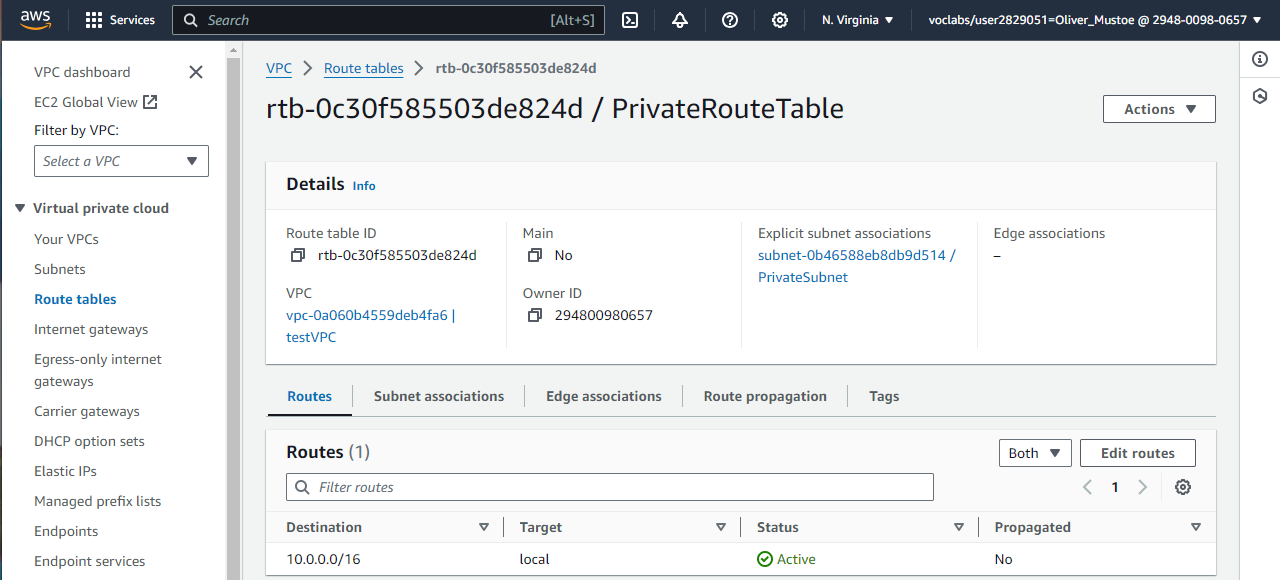 aws Services Search [Alt+S] N. Virginia voclabs/user2829051=Oliver_Mustoe @ 2948-0098-0657
VPC dashboard
EC2 Global View
Filter by VPC:
Select a VPC
Virtual private cloud
Your VPCs
Subnets
Route tables
Internet gateways
Egress-only internet
gateways
Carrier gateways
DHCP option sets
Elastic IPs
Managed prefix lists
Endpoints
Endpoint services
VPC Route tables rtb-0c30f585503de824d
rtb-0c30f585503de824d / PrivateRouteTable
Actions
Details Info
Route table ID
rtb-0c30f585503de824d
VPC
vpc-0a060b4559deb4fa6 |
testVPC
Main
No
Owner ID
294800980657
Explicit subnet associations
subnet-0b46588eb8db9d514 /
PrivateSubnet
Edge associations
–
Routes Subnet associations Edge associations Route propagation Tags
Routes (1)
Both Edit routes
Filter routes
1
Destination Target Status Propagated
10.0.0.0/16 local Active No